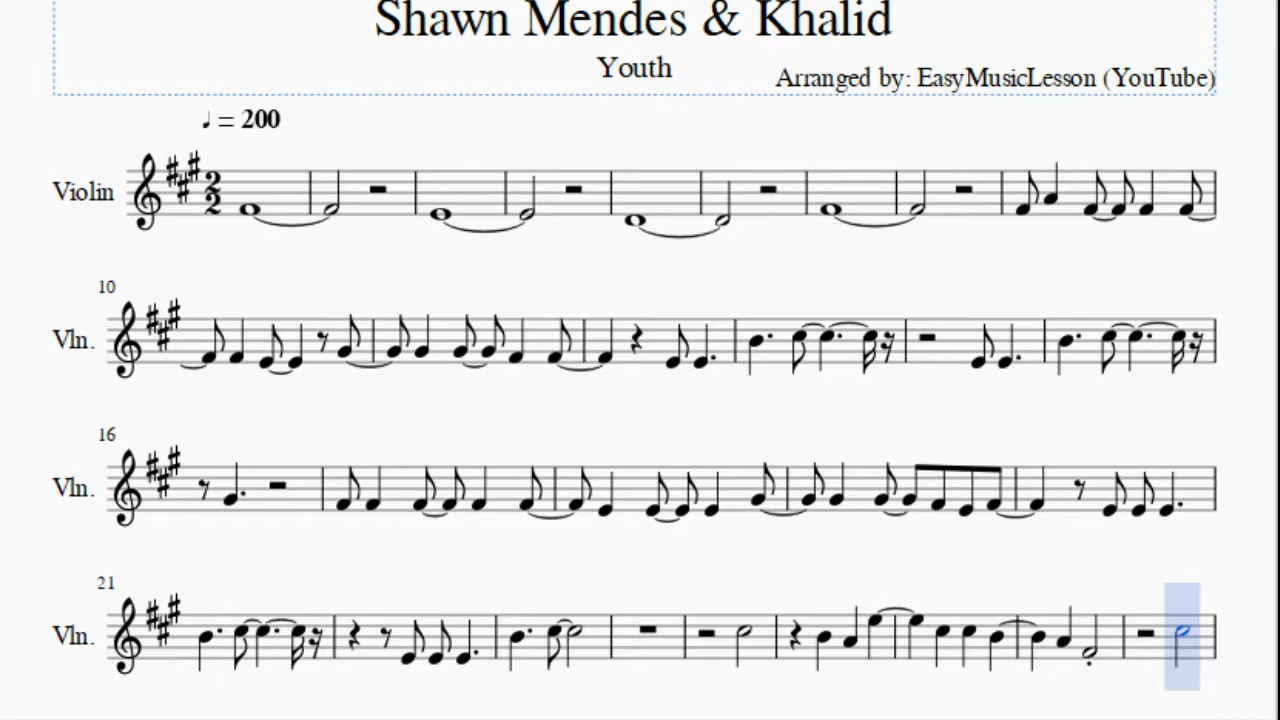 Shawn Mendes & Khalid
Youth
Arranged by: EasyMusicLesson (YouTube)
♩ = 200
Violin
2
2
10
Vln.
16
Vln.
21
Vln.